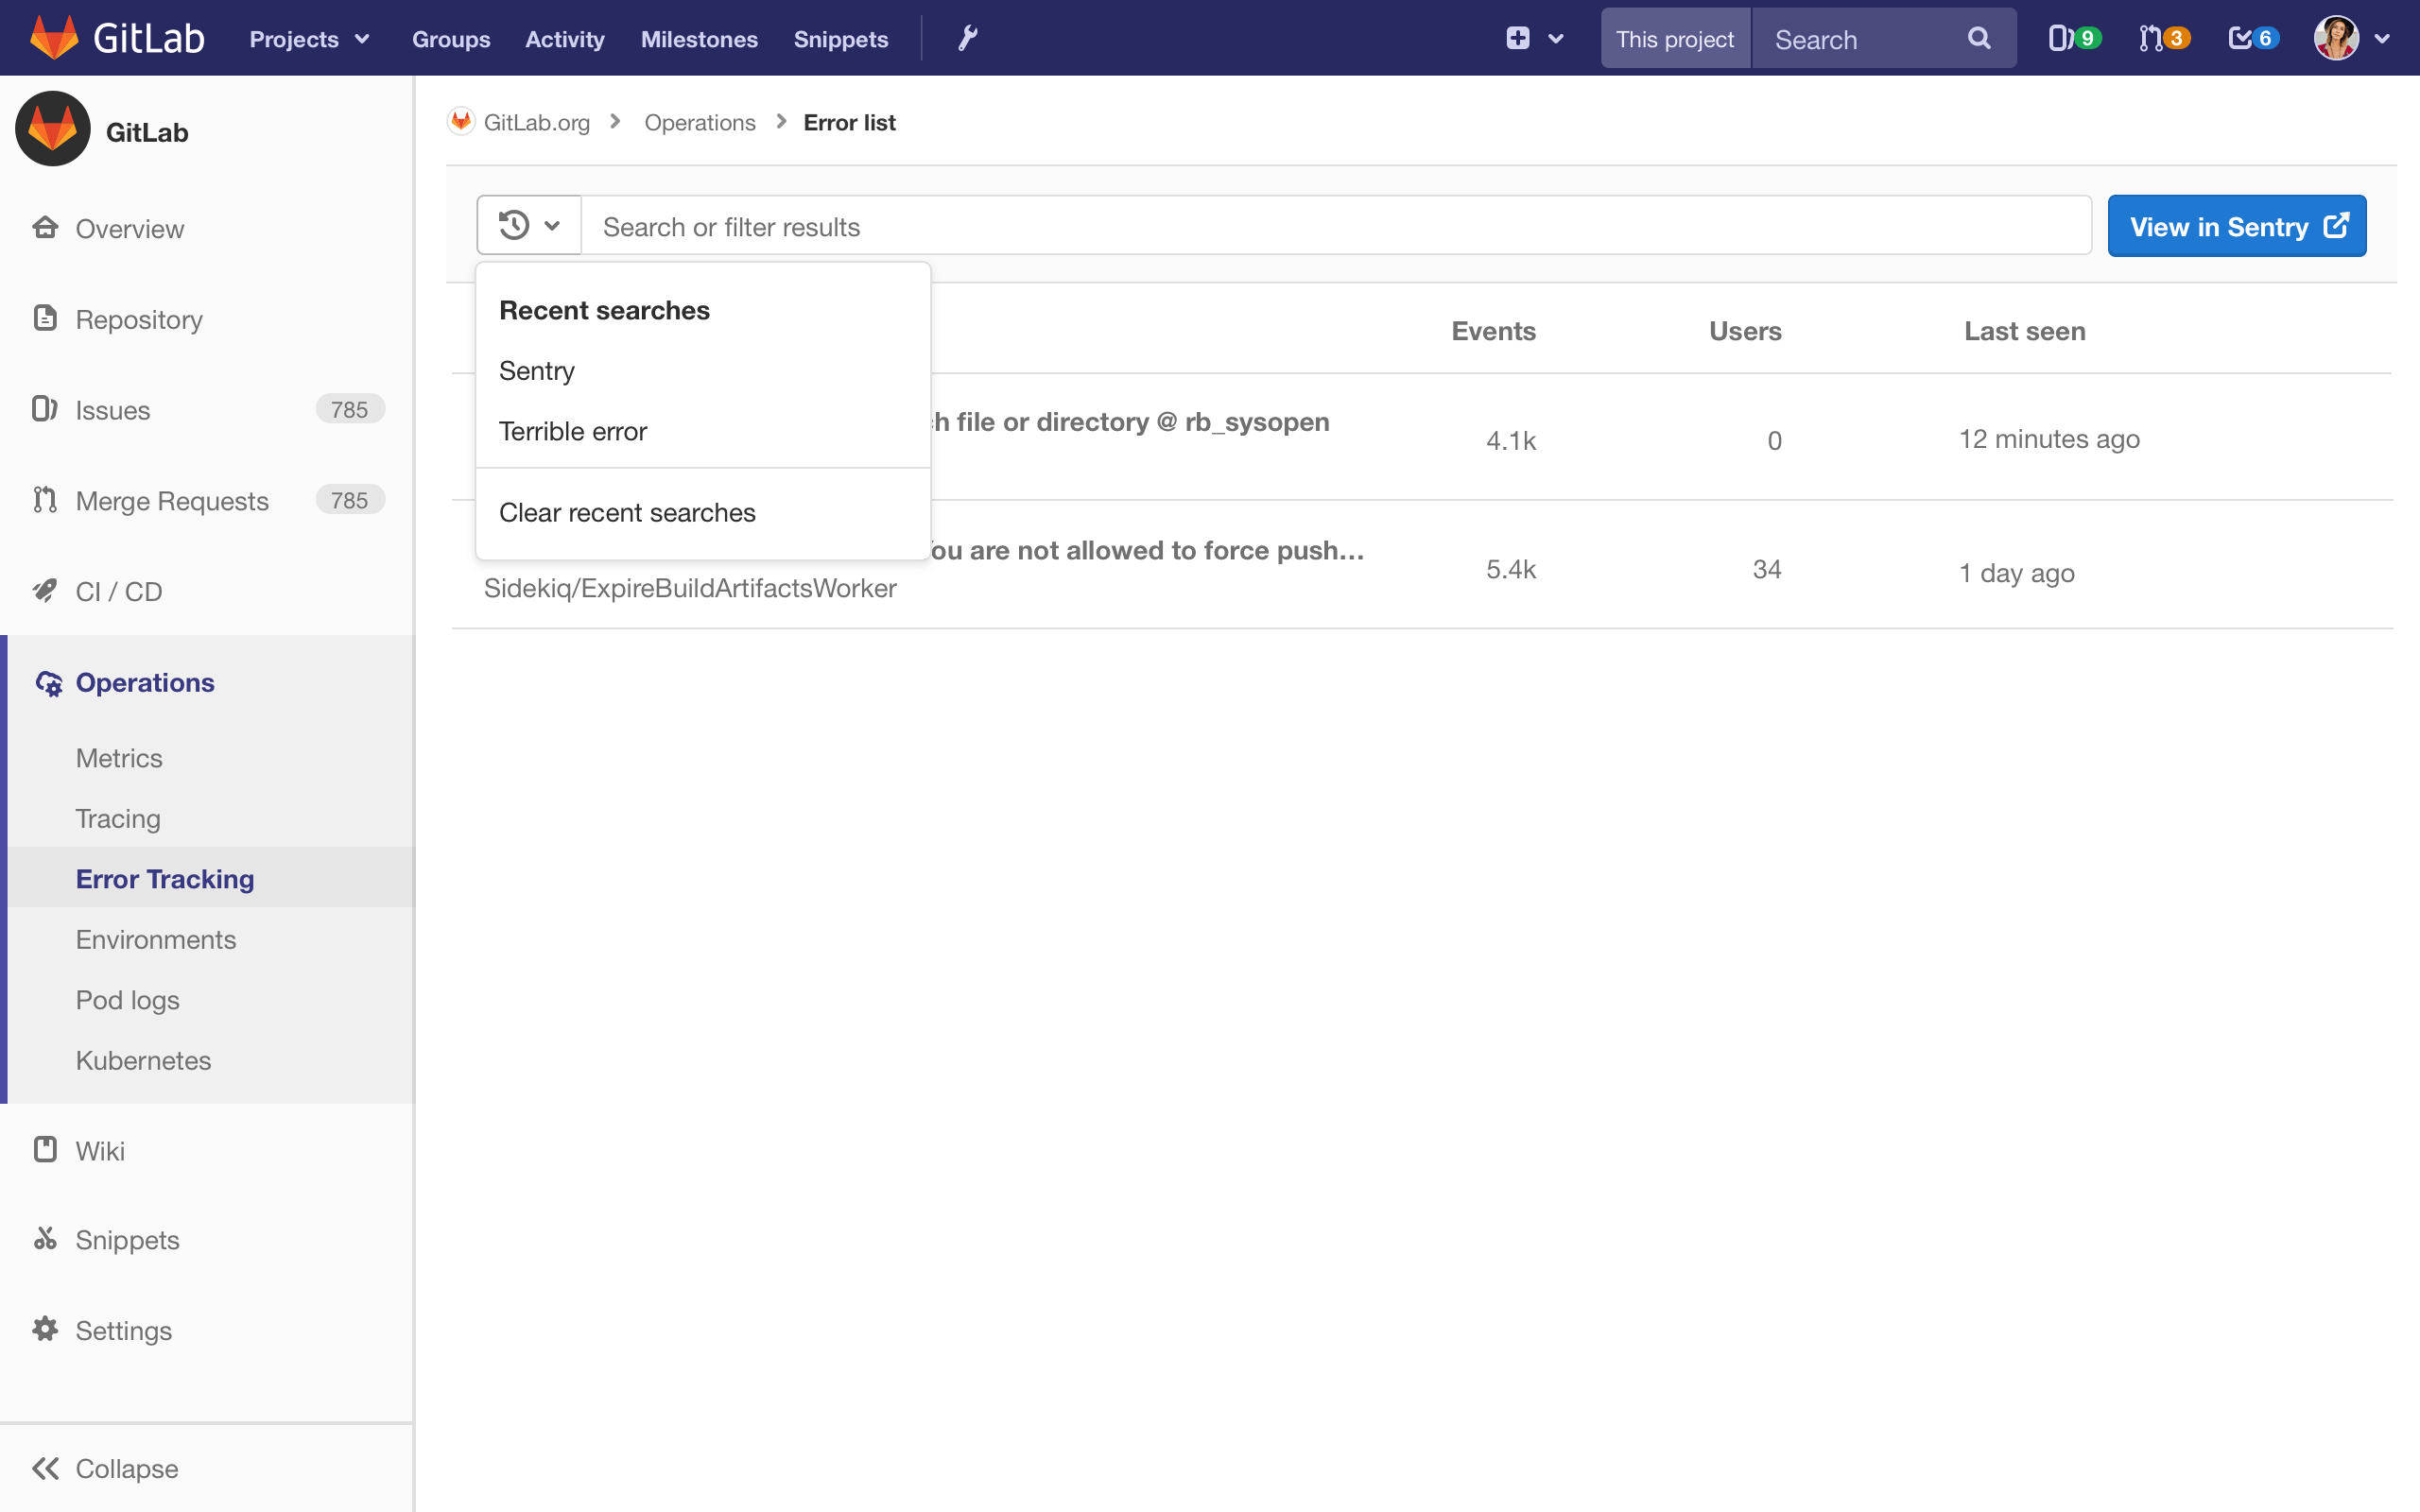 GitLab Projects Groups Activity Milestones Snippets This project Search 9 3 6
GitLab
Overview
Repository
Issues 785
Merge Requests 785
CI / CD
Operations
Metrics
Tracing
Error Tracking
Environments
Pod logs
Kubernetes
Wiki
Snippets
Settings
Collapse
GitLab.org Operations Error list
Search or filter results View in Sentry
Recent searches
Sentry
Terrible error
Clear recent searches
Events Users Last seen
h file or directory @ rb_sysopen 4.1k 0 12 minutes ago
ou are not allowed to force push... 5.4k 34 1 day ago
Sidekiq/ExpireBuildArtifactsWorker